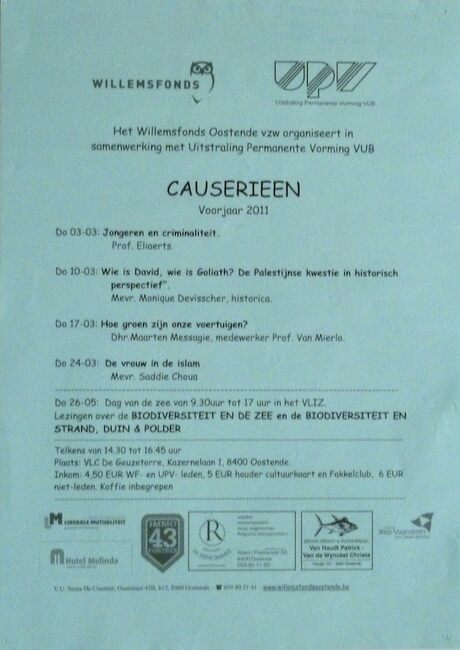 WILLEMSFONDS
UPV
Uitstraling Permanente Vorming VUB
Het Willemsfonds Oostende vzw organiseert in
samenwerking met Uitstraling Permanente Vorming VUB
CAUSERIEEN
Voorjaar 2011
Do 03-03: Jongeren en criminaliteit.
Prof. Eliaerts.
Do 10-03: Wie is David, wie is Goliath? De Palestijnse kwestie in historisch
perspectief".
Mevr. Monique Devisscher, historica.
Do 17-03: Hoe groen zijn onze voertuigen?
Dhr Maarten Messagie, medewerker Prof. Van Mierlo.
Do 24-03: De vrouw in de islam
Mevr. Saddie Choua
Do 26-05: Dag van de zee van 9.30uur tot 17 uur in het VLIZ.
Lezingen over de BIODIVERSITEIT EN DE ZEE en de BIODIVERSITEIT EN
STRAND, DUIN & POLDER
Telkens van 14.30 tot 16.45 uur
Plaats: VLC De Geuzetorre, Kazernelaan 1, 8400 Oostende.
Inkom: 4,50 EUR WF- en UPV- leden, 5 EUR houder cultuurkaart en Fakkelclub, 6 EUR
niet-leden. Koffie inbegrepen
LIBERALE MUTUALITEIT
Hotel Melinda
IMMO
43
FORTRAD
R
Van Haudt Patrick -
Van de Wynckel Christa
West-Vlaanderen
www.willemsfondsoostende.be